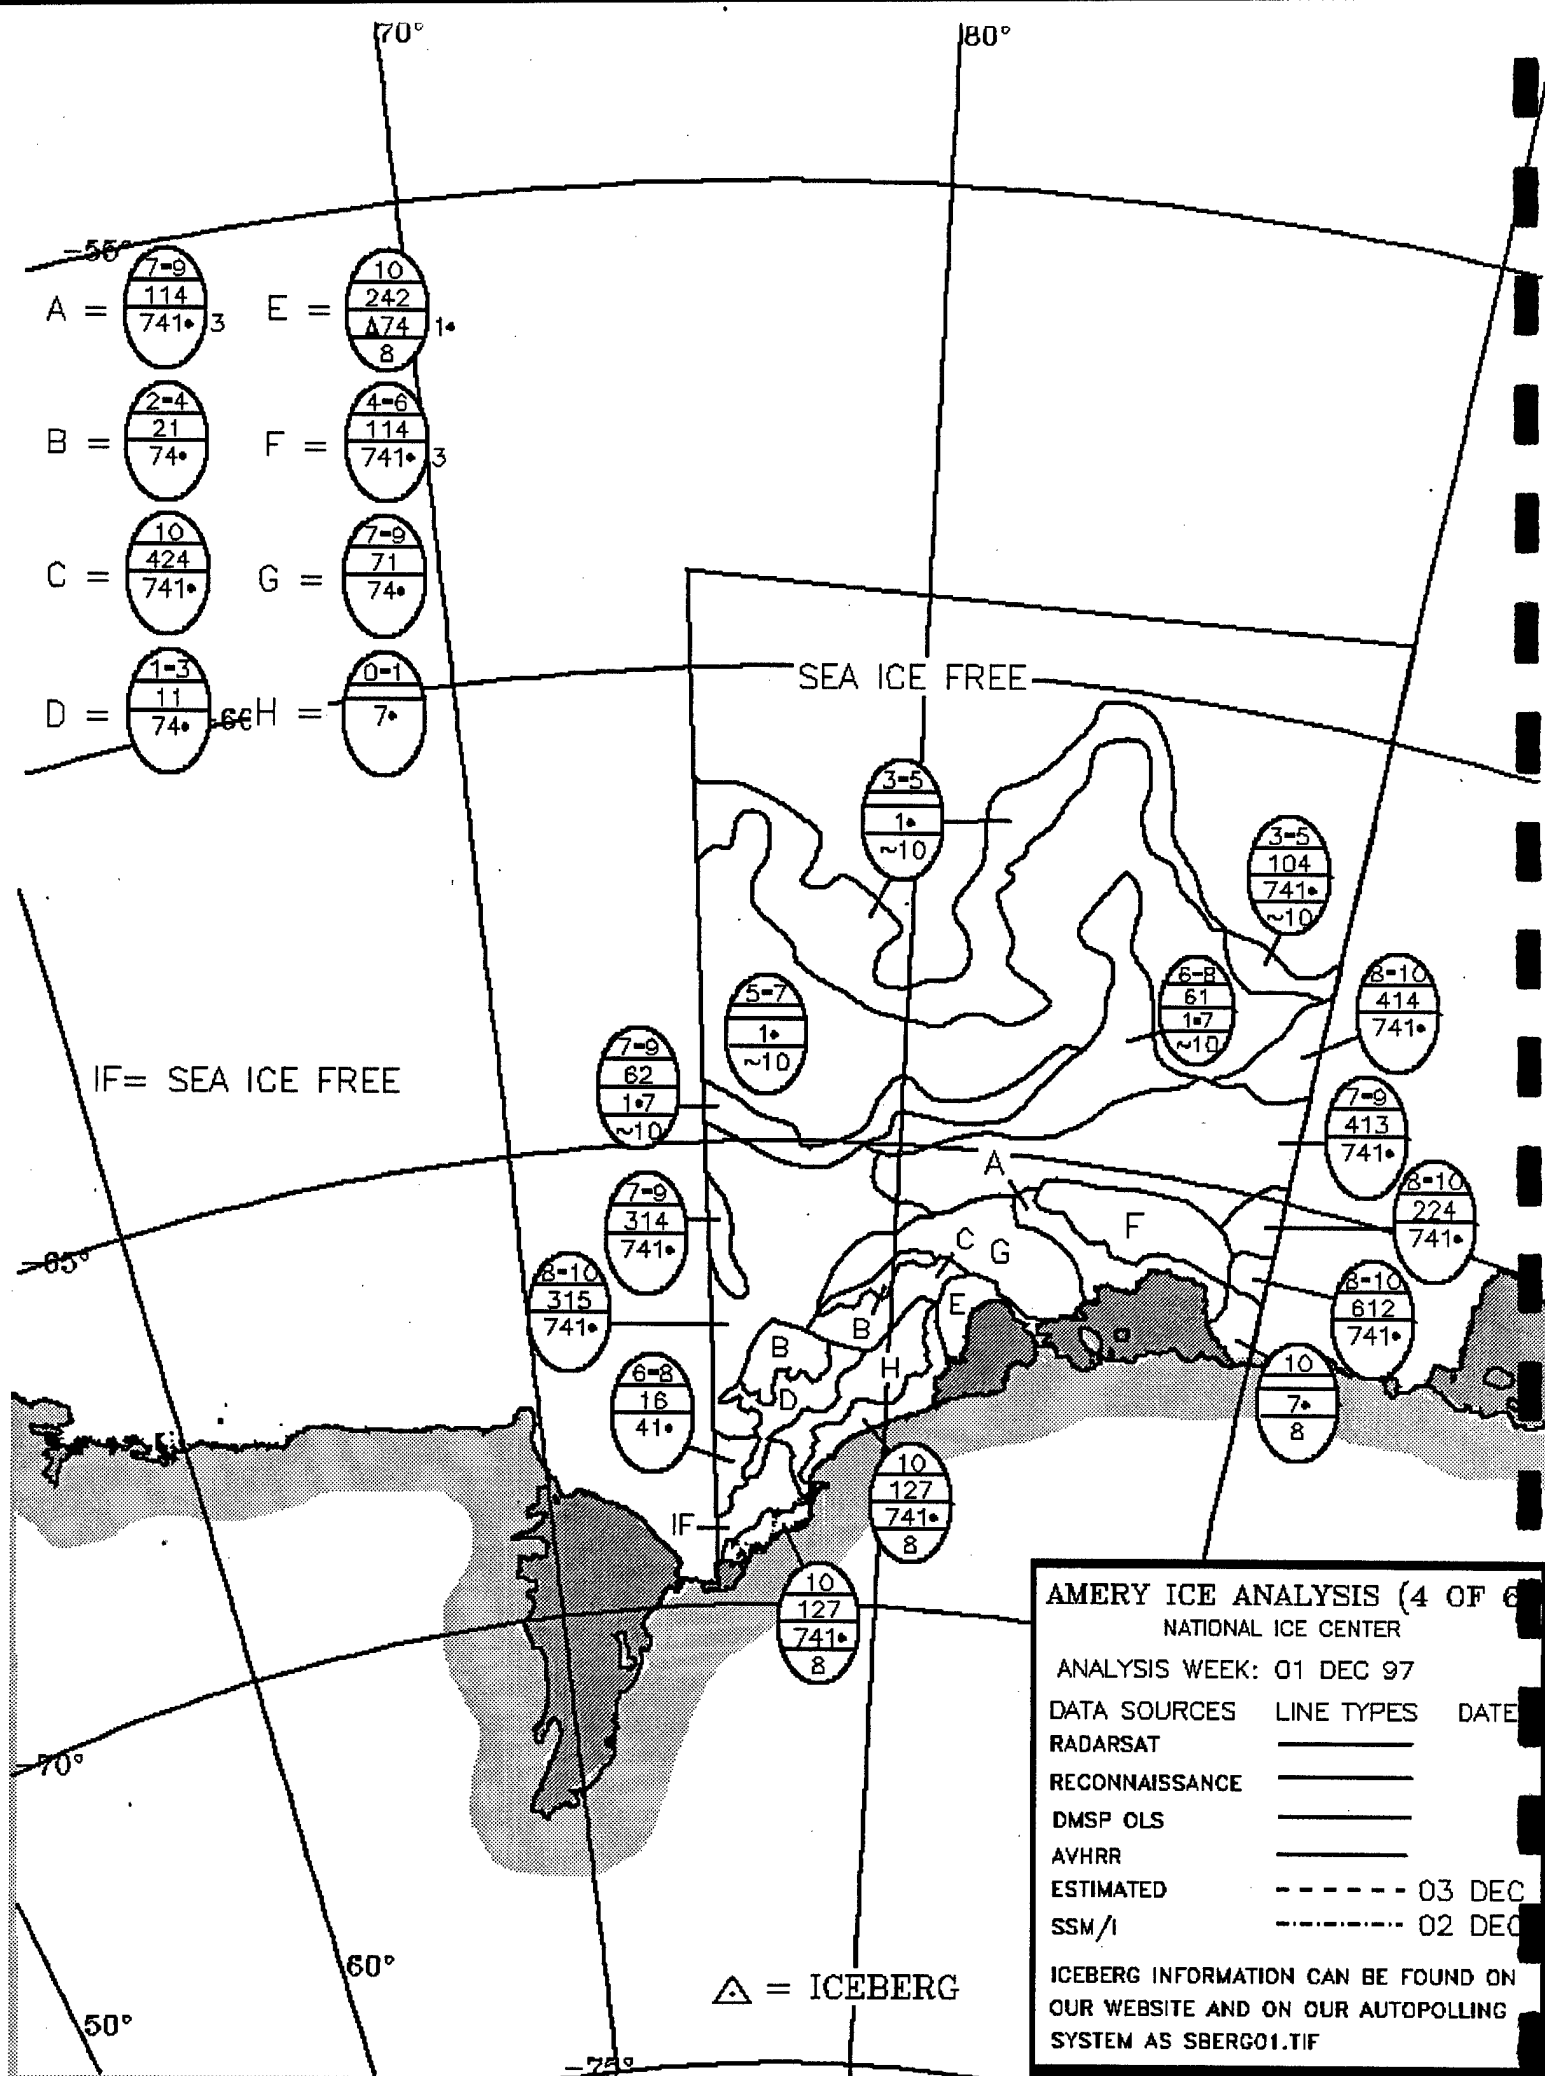 70°
80°
-55°
A =
7-9
114
741• 3
E =
10
242
Δ74 1•
8
B =
2-4
21
74•
F =
4-6
114
741• 3
C =
10
424
741•
G =
7-9
71
74•
D =
1-3
11
74•
H =
0-1
7•
SEA ICE FREE
3-5
1•
~10
3-5
104
741•
~10
6-8
61
1•7
~10
8-10
414
741•
5-7
1•
~10
7-9
62
1•7
~10
IF= SEA ICE FREE
7-9
413
741•
A
7-9
314
741•
8-10
224
741•
F
C
G
-65°
8-10
315
741•
8-10
612
741•
E
B
B
H
D
6-8
16
41•
10
7•
8
10
127
741•
8
IF
10
127
741•
8
-70°
60°
50°
△ = ICEBERG
-75°
AMERY ICE ANALYSIS (4 OF 6
NATIONAL ICE CENTER
ANALYSIS WEEK: 01 DEC 97
DATA SOURCES LINE TYPES DATE
RADARSAT
RECONNAISSANCE
DMSP OLS
AVHRR
ESTIMATED 03 DEC
SSM/I 02 DEC
ICEBERG INFORMATION CAN BE FOUND ON
OUR WEBSITE AND ON OUR AUTOPOLLING
SYSTEM AS SBERG01.TIF